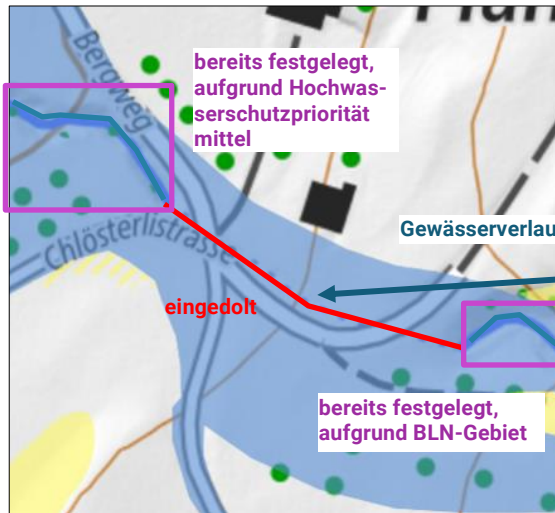 Bergweg
bereits festgelegt,
aufgrund Hochwas-
serschutzpriorität
mittel
Chlösterlistrasse
Gewässerverlau
eingedolt
bereits festgelegt,
aufgrund BLN-Gebiet